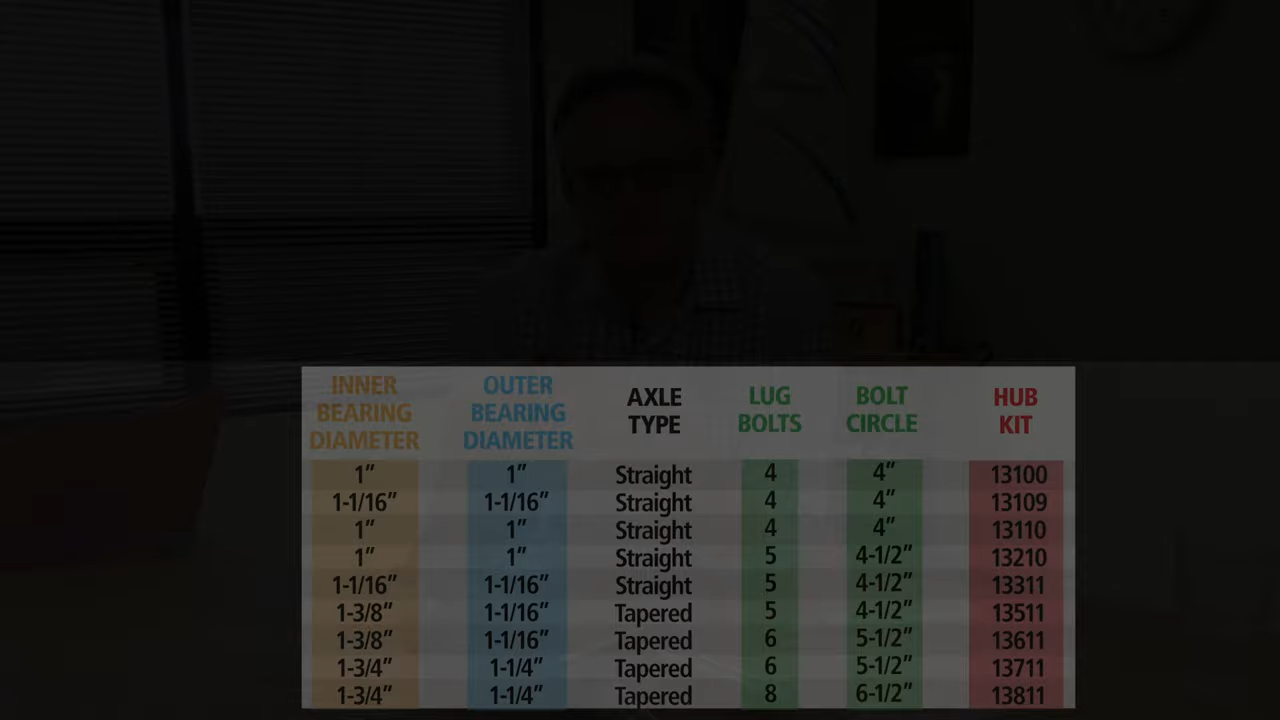 INNER BEARING DIAMETER OUTER BEARING DIAMETER AXLE TYPE LUG BOLTS BOLT CIRCLE HUB KIT
1” 1” Straight 4 4” 13100
1-1/16” 1-1/16” Straight 4 4” 13109
1” 1” Straight 4 4” 13110
1” 1” Straight 5 4-1/2” 13210
1-1/16” 1-1/16” Straight 5 4-1/2” 13311
1-3/8” 1-1/16” Tapered 5 4-1/2” 13511
1-3/8” 1-1/16” Tapered 6 5-1/2” 13611
1-3/4” 1-1/4” Tapered 6 5-1/2” 13711
1-3/4” 1-1/4” Tapered 8 6-1/2” 13811